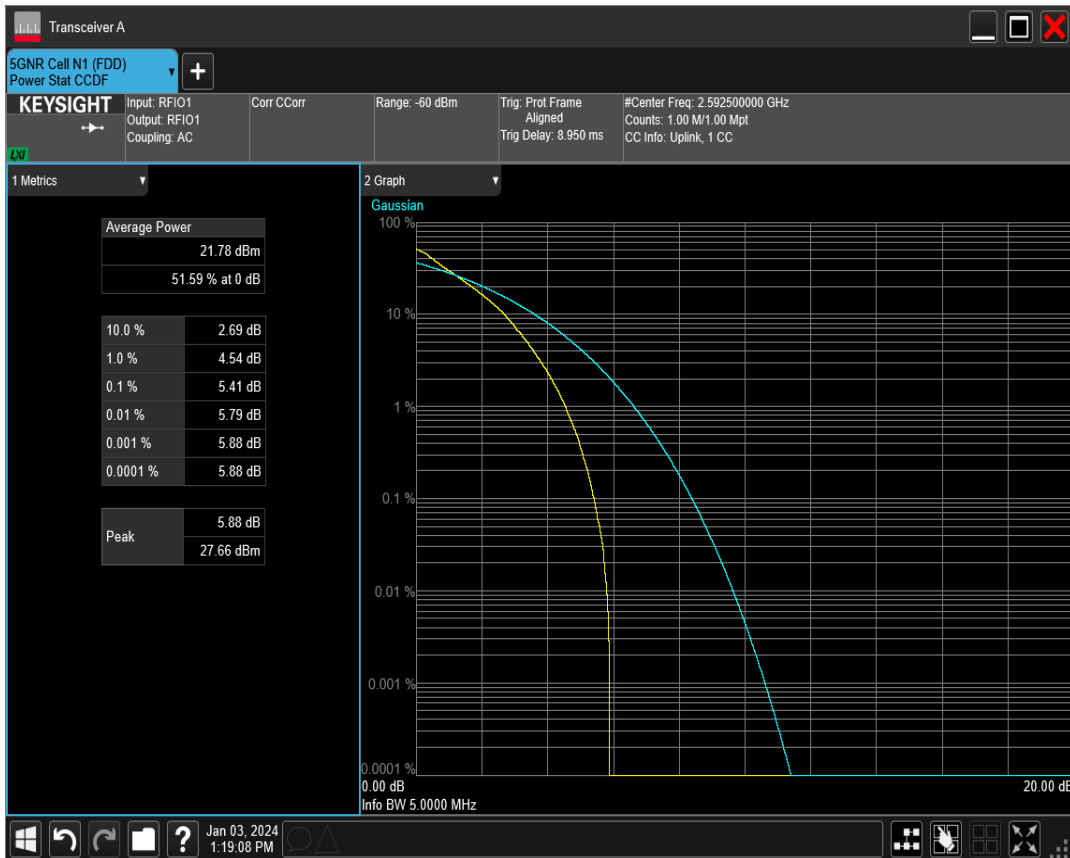 Transceiver A
5GNR Cell N1 (FDD)
Power Stat CCDF
+
KEYSIGHT
LXI
Input: RFIO1
Output: RFIO1
Coupling: AC
Corr CCorr
Range: -60 dBm
Trig: Prot Frame
Aligned
Trig Delay: 8.950 ms
#Center Freq: 2.592500000 GHz
Counts: 1.00 M/1.00 Mpt
CC Info: Uplink, 1 CC
1 Metrics
Average Power
21.78 dBm
51.59 % at 0 dB
10.0 % 2.69 dB
1.0 % 4.54 dB
0.1 % 5.41 dB
0.01 % 5.79 dB
0.001 % 5.88 dB
0.0001 % 5.88 dB
Peak
5.88 dB
27.66 dBm
2 Graph
Gaussian
100 %
10 %
1 %
0.1 %
0.01 %
0.001 %
0.0001 %
0.00 dB 20.00 dB
Info BW 5.0000 MHz
?
Jan 03, 2024
1:19:08 PM